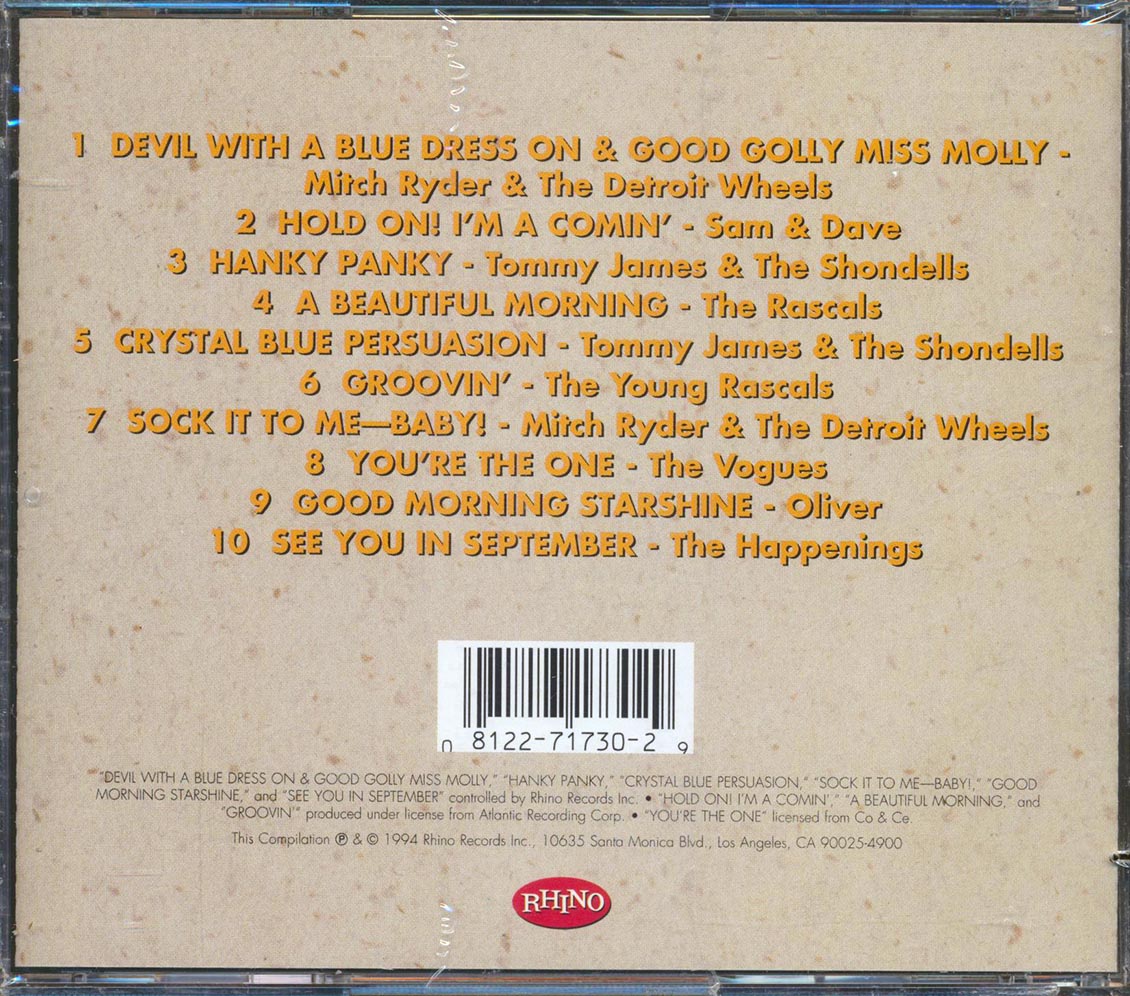 1 DEVIL WITH A BLUE DRESS ON & GOOD GOLLY MISS MOLLY -
Mitch Ryder & The Detroit Wheels
2 HOLD ON! I'M A COMIN' - Sam & Dave
3 HANKY PANKY - Tommy James & The Shondells
4 A BEAUTIFUL MORNING - The Rascals
5 CRYSTAL BLUE PERSUASION - Tommy James & The Shondells
6 GROOVIN' - The Young Rascals
7 SOCK IT TO ME—BABY! - Mitch Ryder & The Detroit Wheels
8 YOU'RE THE ONE - The Vogues
9 GOOD MORNING STARSHINE - Oliver
10 SEE YOU IN SEPTEMBER - The Happenings
0 8122-71730-2 9
"DEVIL WITH A BLUE DRESS ON & GOOD GOLLY MISS MOLLY," "HANKY PANKY," "CRYSTAL BLUE PERSUASION," "SOCK IT TO ME—BABY!," "GOOD
MORNING STARSHINE," and "SEE YOU IN SEPTEMBER" controlled by Rhino Records Inc. • "HOLD ON! I'M A COMIN'," "A BEAUTIFUL MORNING," and
"GROOVIN'" produced under license from Atlantic Recording Corp. • "YOU'RE THE ONE" licensed from Co & Ce.
This Compilation ℗ & © 1994 Rhino Records Inc., 10635 Santa Monica Blvd., Los Angeles, CA 90025-4900
RHINO